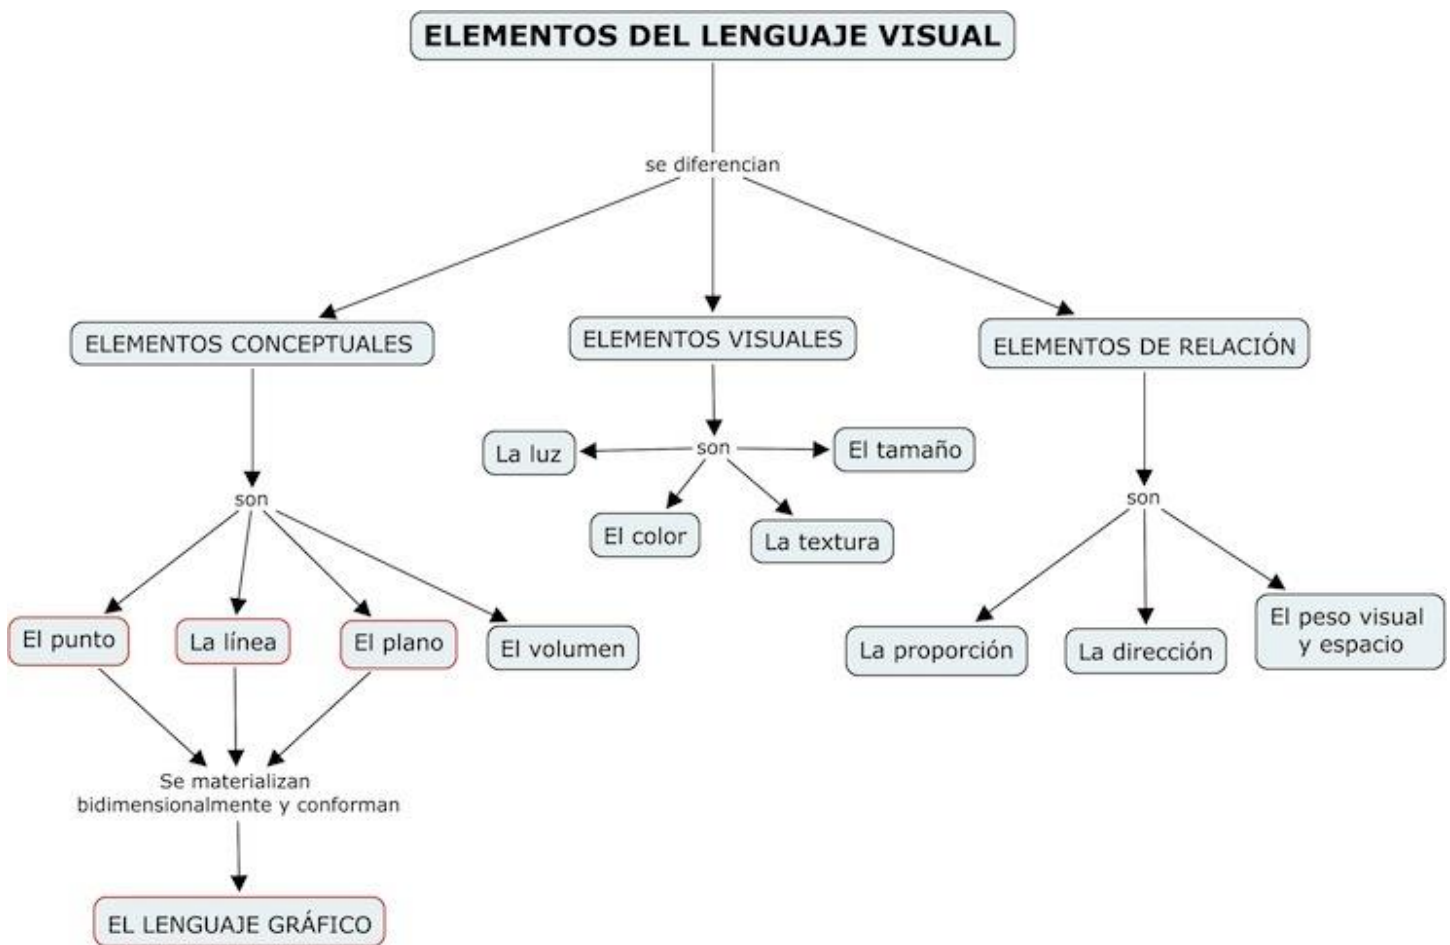 ELEMENTOS DEL LENGUAJE VISUAL
se diferencian
ELEMENTOS CONCEPTUALES
ELEMENTOS VISUALES
ELEMENTOS DE RELACIÓN
son
El punto
La línea
El plano
El volumen
Se materializan
bidimensionalmente y conforman
EL LENGUAJE GRÁFICO
son
La luz
El color
La textura
El tamaño
son
La proporción
La dirección
El peso visual
y espacio